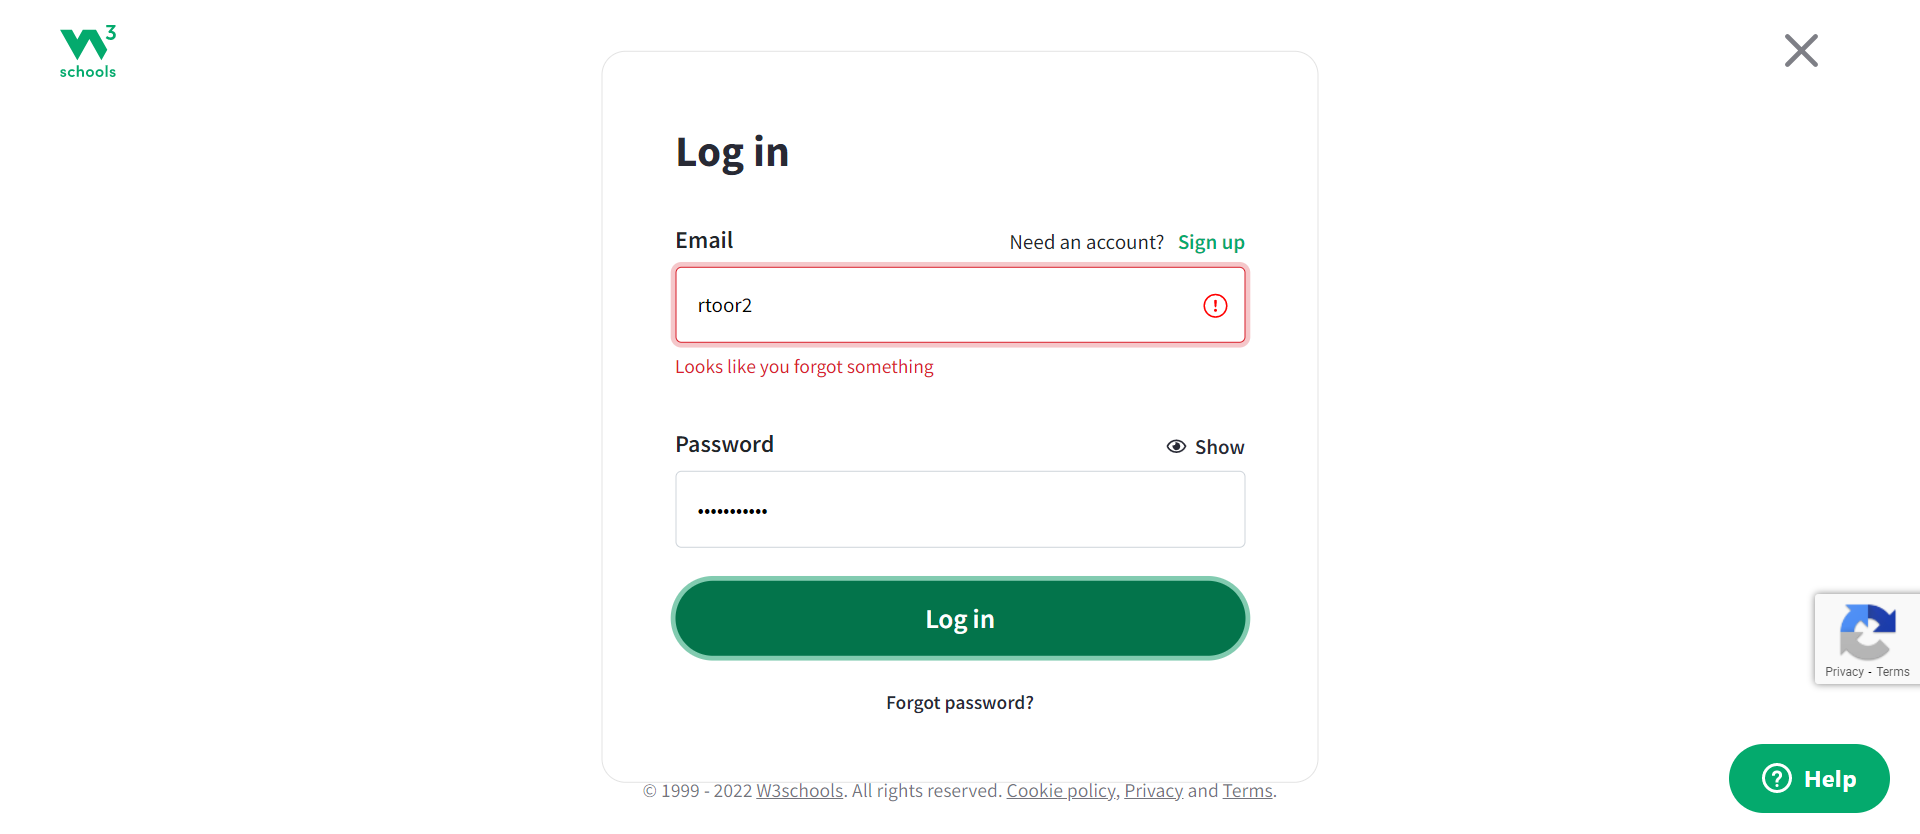 3
schools
Log in
Email
Need an account? Sign up
rtoor2
Looks like you forgot something
Password
Show
•••••••••••
Log in
Forgot password?
© 1999 - 2022 W3schools. All rights reserved. Cookie policy, Privacy and Terms.
Privacy - Terms
Help